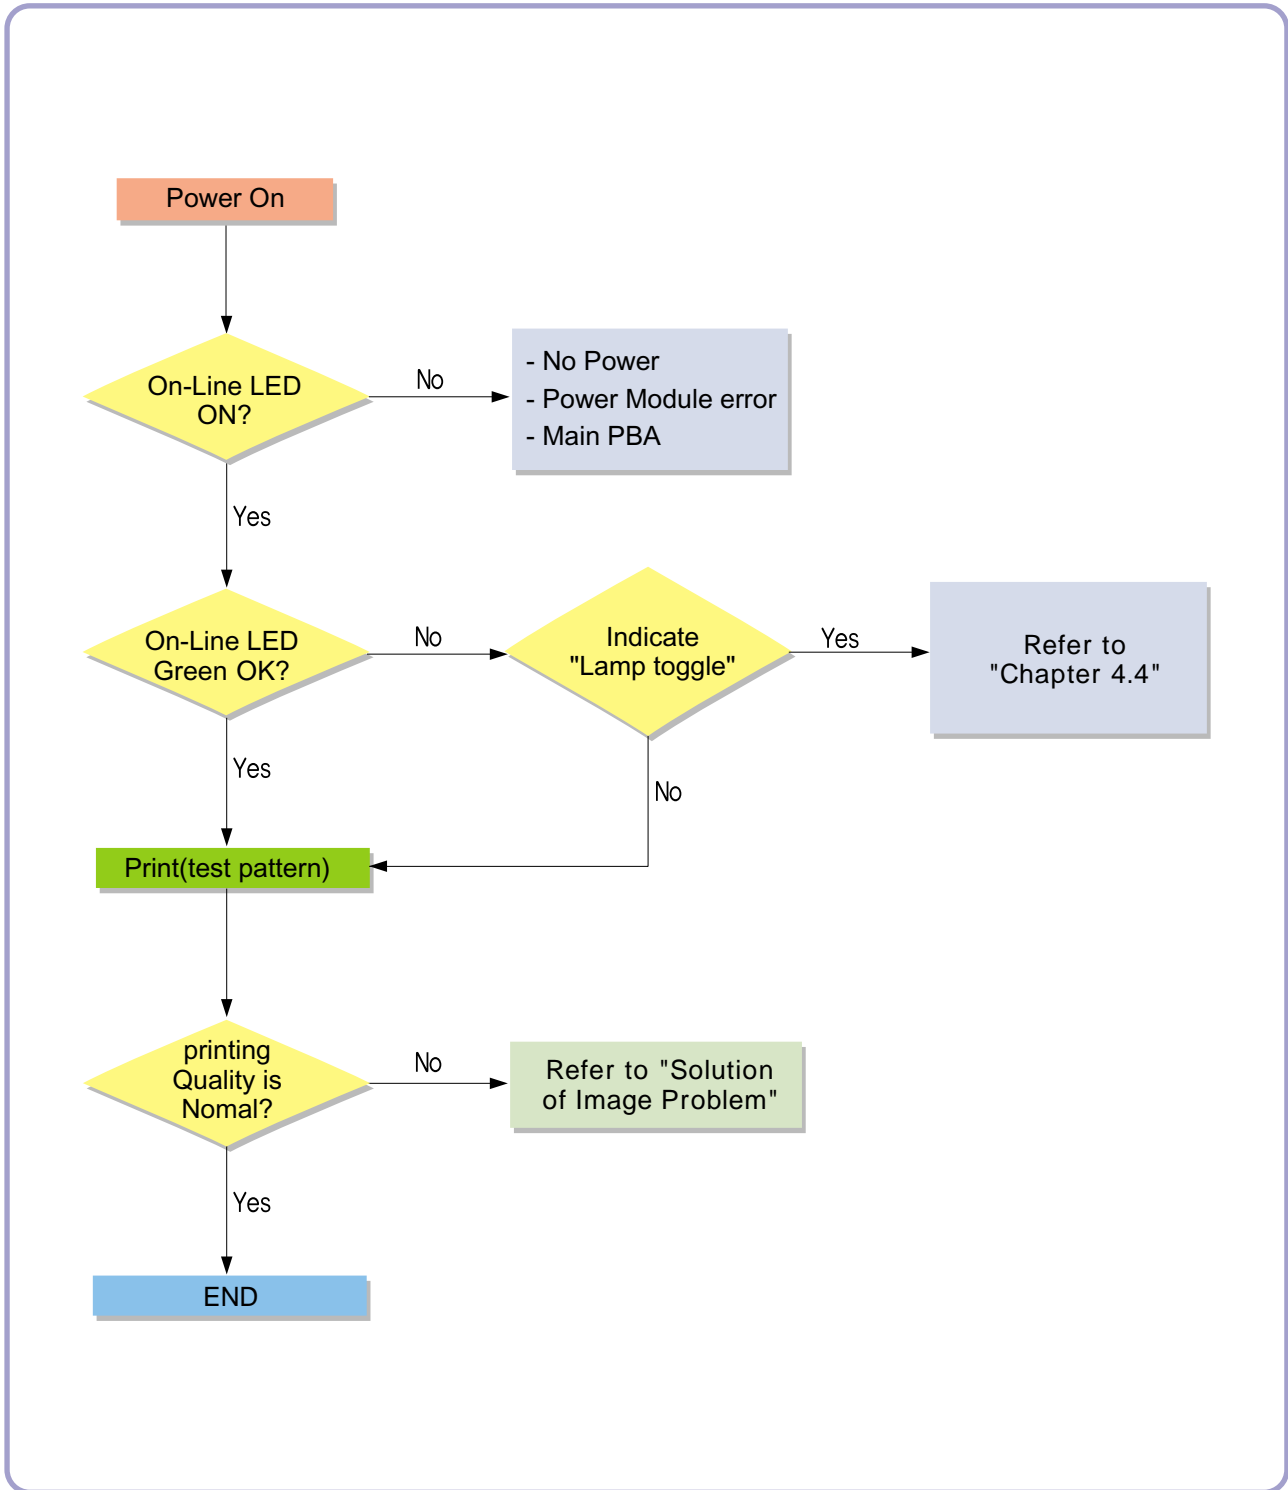 Power On
On-Line LED
ON?
No
- No Power
- Power Module error
- Main PBA
Yes
On-Line LED
Green OK?
No
Indicate
"Lamp toggle"
Yes
Refer to
"Chapter 4.4"
Yes
No
Print(test pattern)
printing
Quality is
Nomal?
No
Refer to "Solution
of Image Problem"
Yes
END